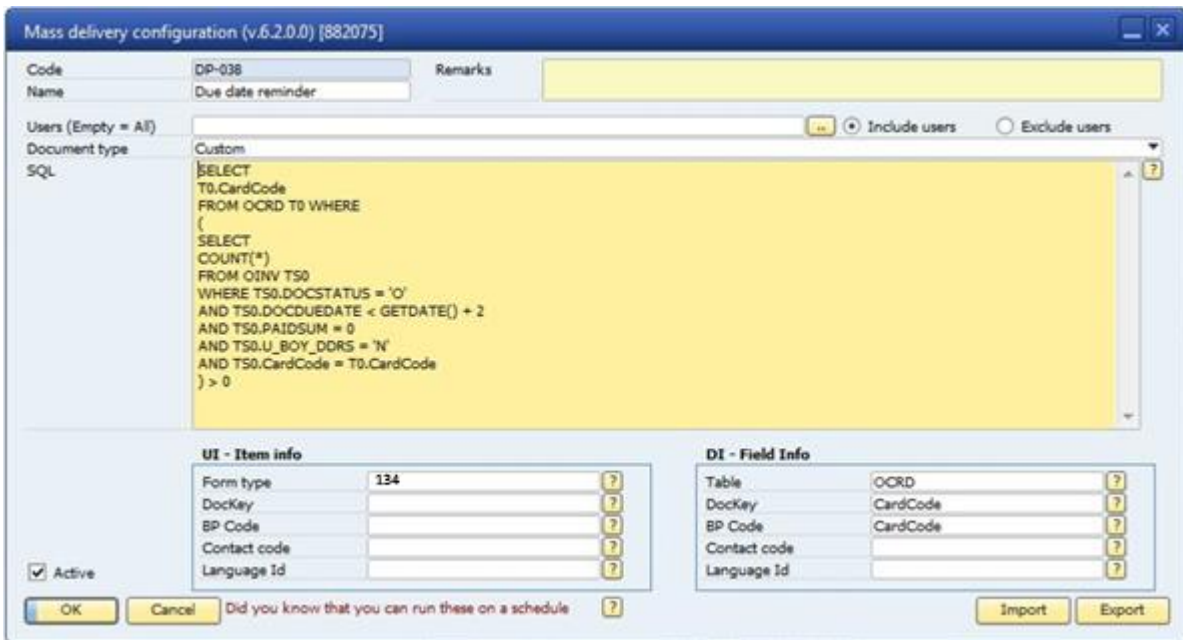 Mass delivery configuration (v.6.2.0.0) [882075]
Code DP-038 Remarks
Name Due date reminder
Users (Empty = All) .. Include users Exclude users
Document type Custom
SQL SELECT ?
T0.CardCode
FROM OCRD T0 WHERE
(
SELECT
COUNT(*)
FROM OINV TS0
WHERE TS0.DOCSTATUS = 'O'
AND TS0.DOCDUEDATE < GETDATE() + 2
AND TS0.PAIDSUM = 0
AND TS0.U_BOY_DDRS = 'N'
AND TS0.CardCode = T0.CardCode
) > 0
UI - Item info DI - Field Info
Form type 134 ? Table OCRD ?
DocKey ? DocKey CardCode ?
BP Code ? BP Code CardCode ?
Contact code ? Contact code ?
Active Language Id ? Language Id ?
OK Cancel Did you know that you can run these on a schedule ? Import Export